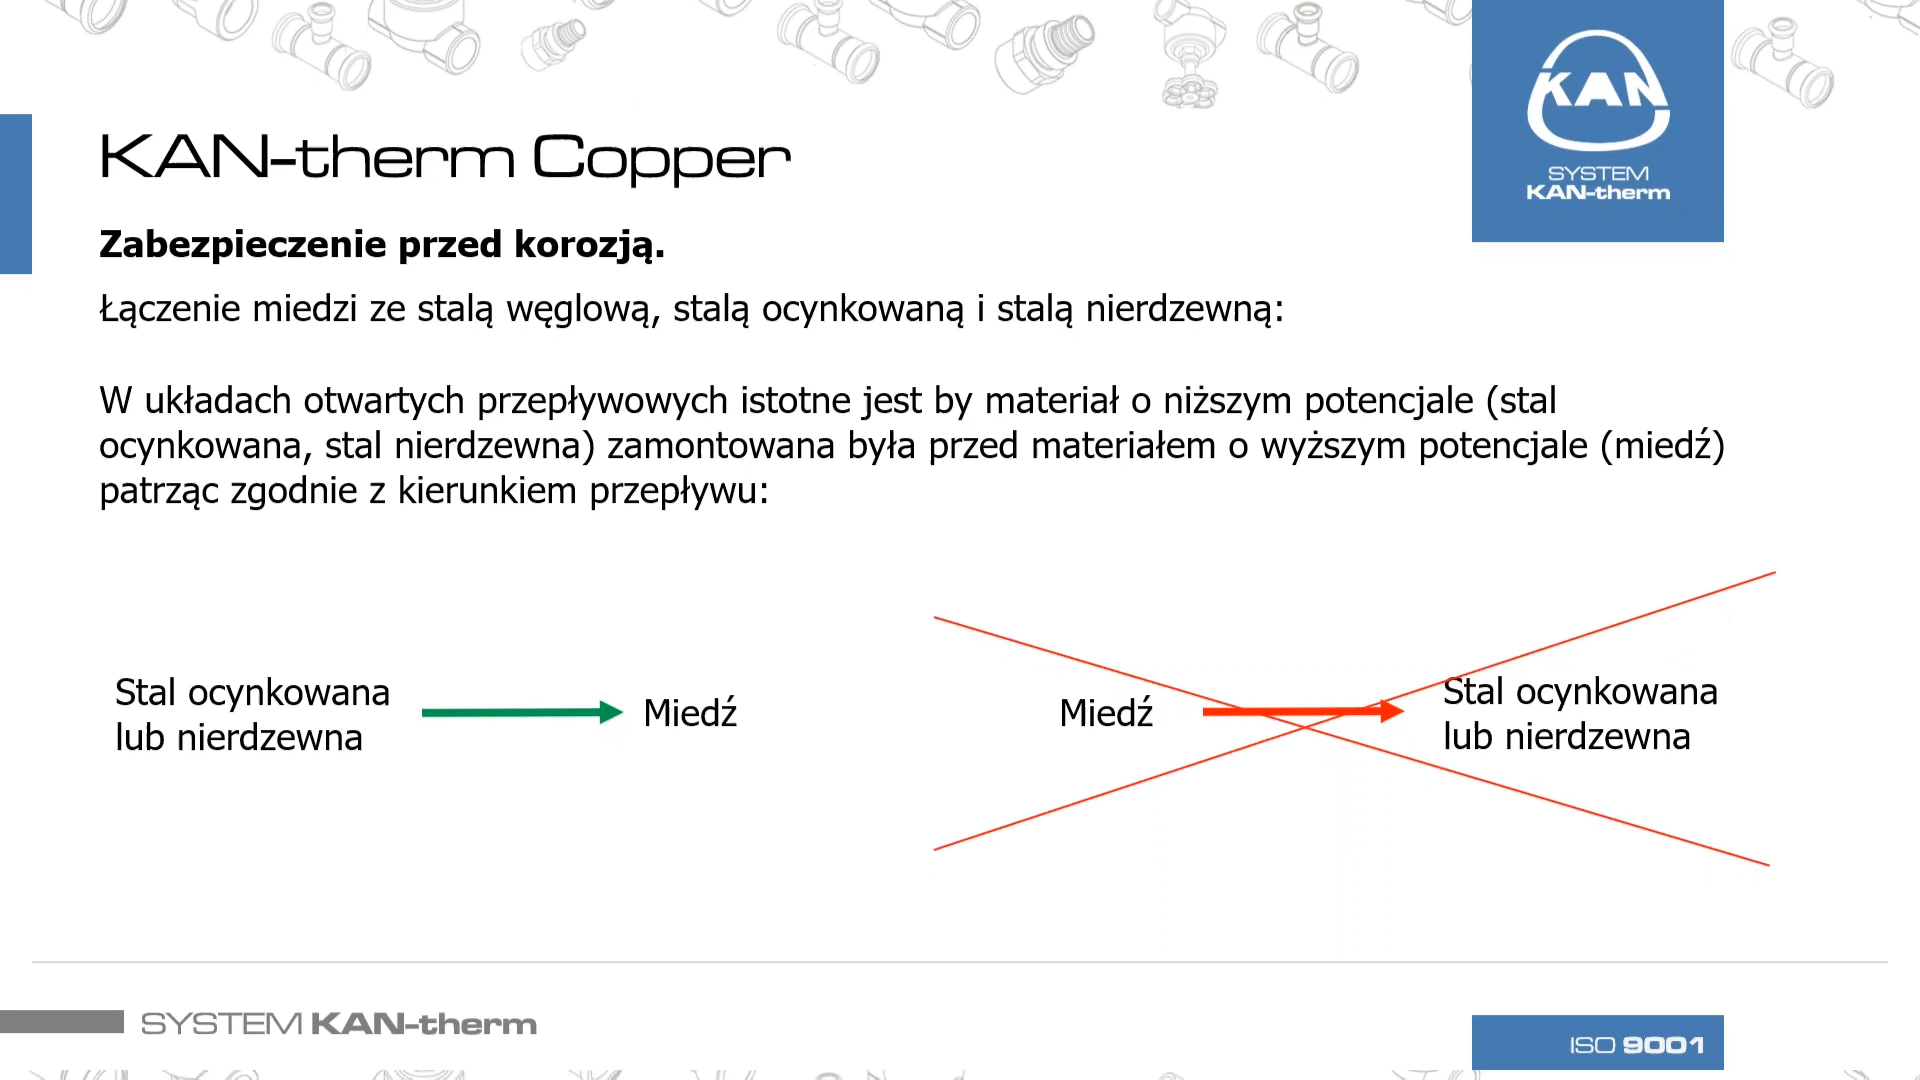 KAN
SYSTEM
KAN-therm
KAN-therm Copper
Zabezpieczenie przed korozją.
Łączenie miedzi ze stalą węglową, stalą ocynkowaną i stalą nierdzewną:
W układach otwartych przepływowych istotne jest by materiał o niższym potencjale (stal
ocynkowana, stal nierdzewna) zamontowana była przed materiałem o wyższym potencjale (miedź)
patrząc zgodnie z kierunkiem przepływu:
Stal ocynkowana
lub nierdzewna
Miedź
Miedź
Stal ocynkowana
lub nierdzewna
SYSTEM KAN-therm
ISO 9001